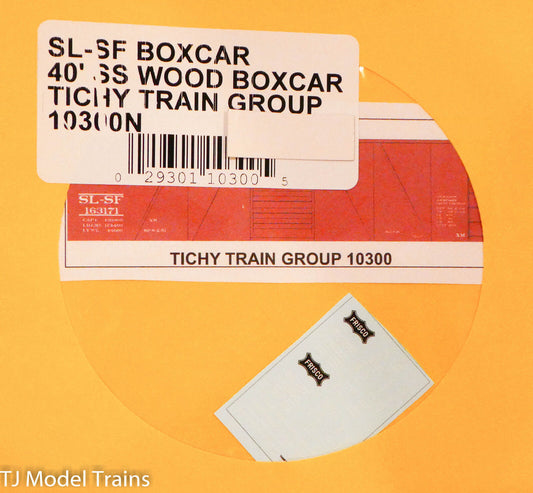 SL-SF BOXCAR
40' SS WOOD BOXCAR
TICHY TRAIN GROUP
10300N
0 29301 10300 5
SL-SF
163171
XM
TICHY TRAIN GROUP 10300
FRISCO
FRISCO
TJ Model Trains